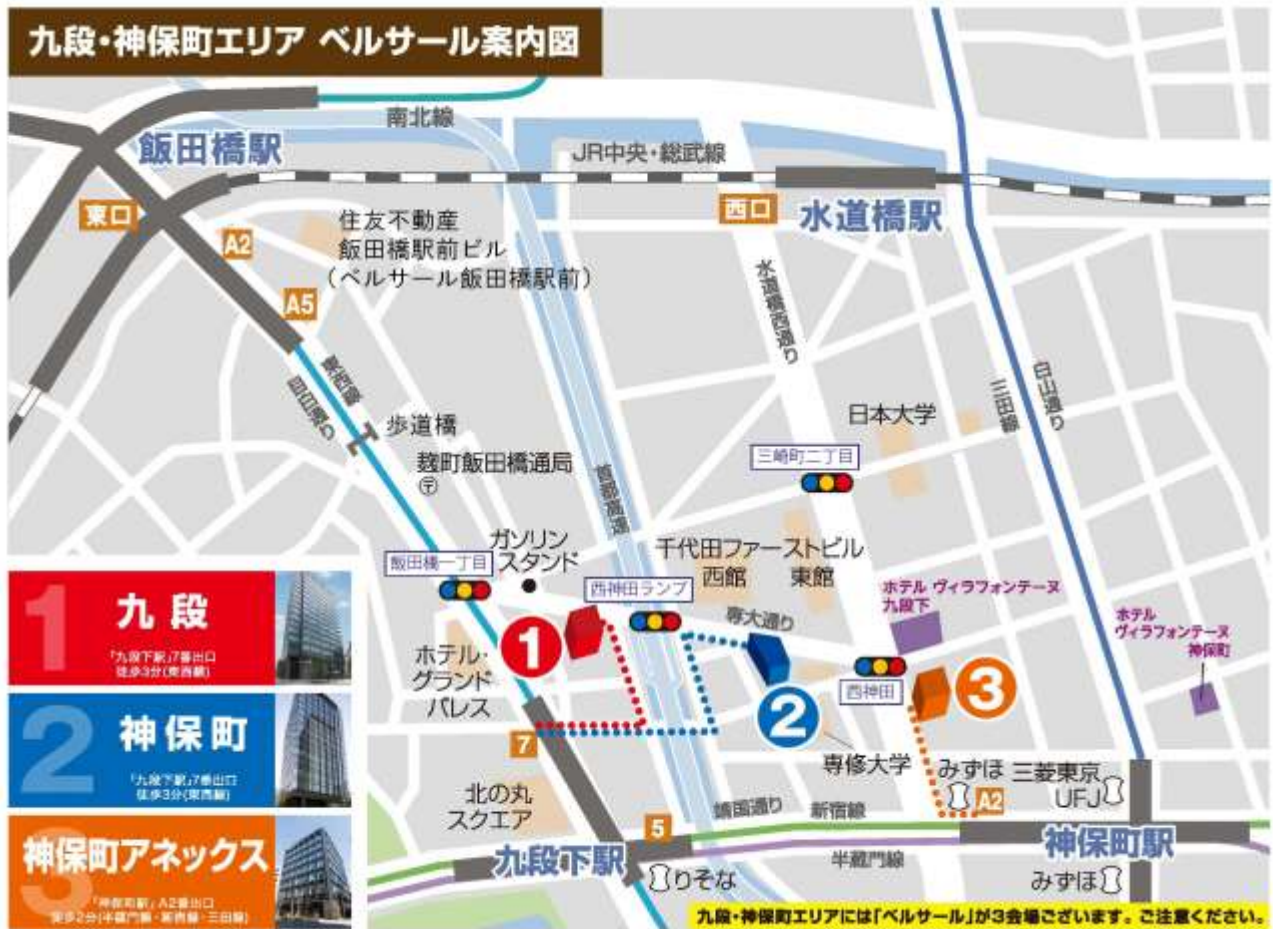 九段・神保町エリア ベルサール案内図
飯田橋駅
南北線
JR中央・総武線
東口
A2
A5
住友不動産
飯田橋駅前ビル
(ベルサール飯田橋駅前)
西口
水道橋駅
水道橋西通り
三田線
白山通り
東西線
目白通り
歩道橋
麹町飯田橋通局
〒
首都高速
日本大学
三崎町二丁目
飯田橋一丁目
ガソリン
スタンド
西神田ランプ
千代田ファーストビル
西館
東館
専大通り
ホテル ヴィラフォンテーヌ
九段下
ホテル
ヴィラフォンテーヌ
神保町
1
ホテル・
グランド
パレス
2
西神田
3
7
専修大学
北の丸
スクエア
5
靖国通り
新宿線
みずほ
A2
三菱東京
UFJ
九段下駅
りそな
半蔵門線
神保町駅
みずほ
1
九段
「九段下駅」7番出口
徒歩3分(東西線)
2
神保町
「九段下駅」7番出口
徒歩3分(東西線)
3
神保町アネックス
「神保町駅」A2番出口
徒歩2分(半蔵門線・新宿線・三田線)
九段・神保町エリアには「ベルサール」が3会場ございます。ご注意ください。